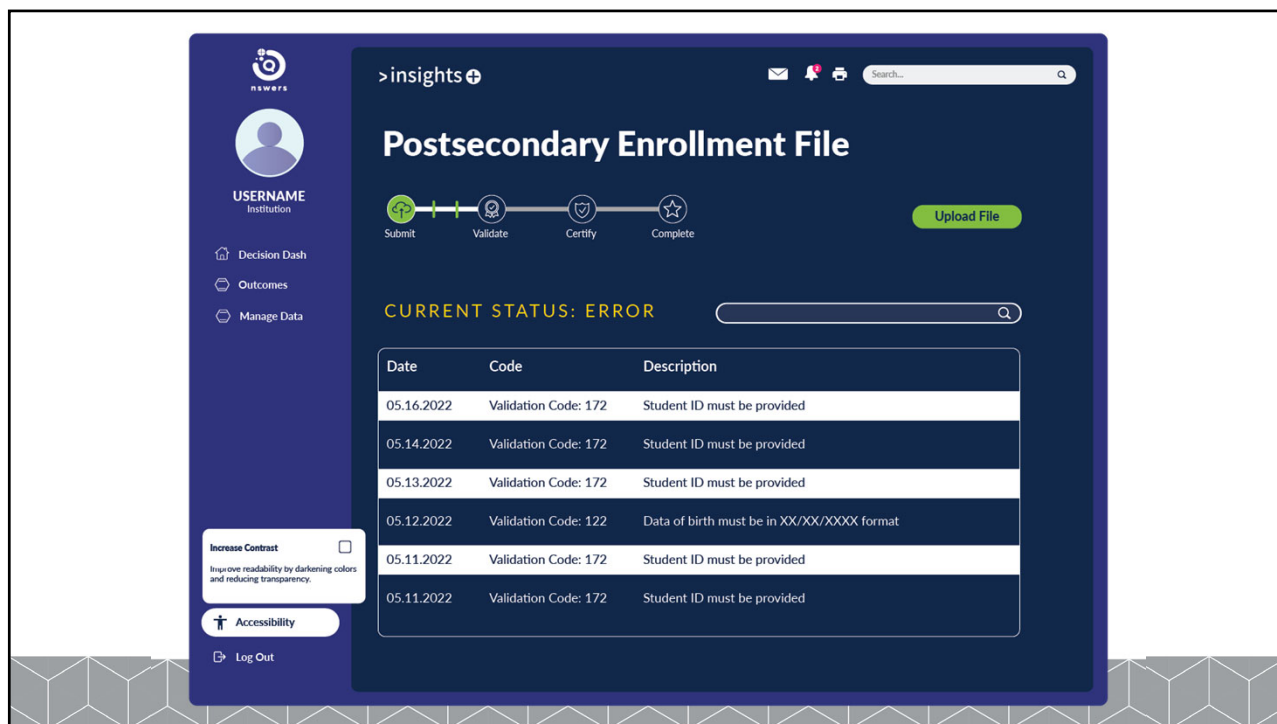 nswers
USERNAME
Institution
Decision Dash
Outcomes
Manage Data
Increase Contrast
Improve readability by darkening colors
and reducing transparency.
Accessibility
Log Out
>insights
2
Search...
Postsecondary Enrollment File
Submit Validate Certify Complete
Upload File
CURRENT STATUS: ERROR
Date Code Description
05.16.2022 Validation Code: 172 Student ID must be provided
05.14.2022 Validation Code: 172 Student ID must be provided
05.13.2022 Validation Code: 172 Student ID must be provided
05.12.2022 Validation Code: 122 Data of birth must be in XX/XX/XXXX format
05.11.2022 Validation Code: 172 Student ID must be provided
05.11.2022 Validation Code: 172 Student ID must be provided